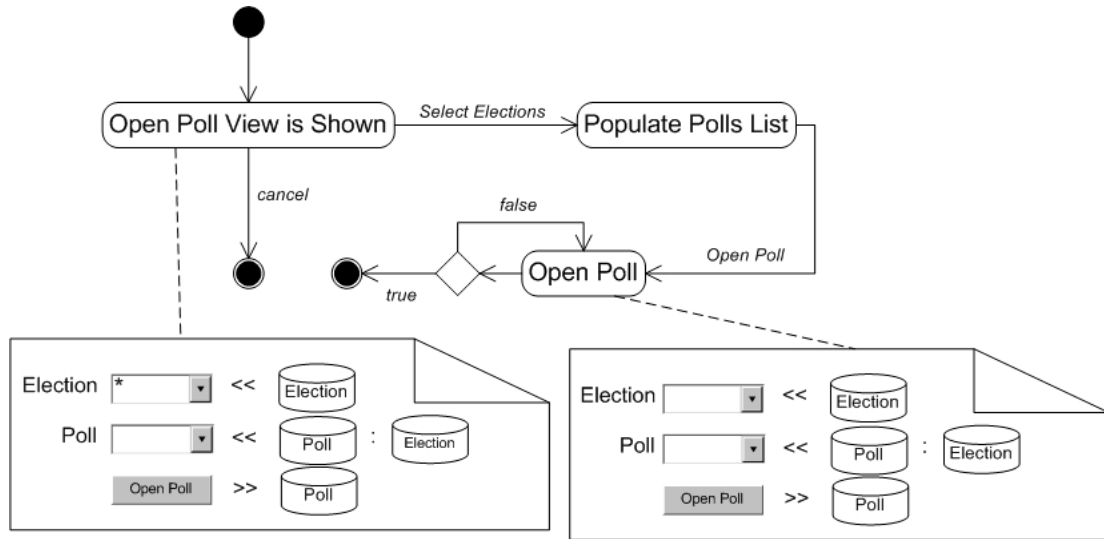 Open Poll View is Shown
Select Elections
Populate Polls List
cancel
false
Open Poll
Open Poll
true
Election * << Election
Poll << Poll : Election
Open Poll >> Poll
Election << Election
Poll << Poll : Election
Open Poll >> Poll